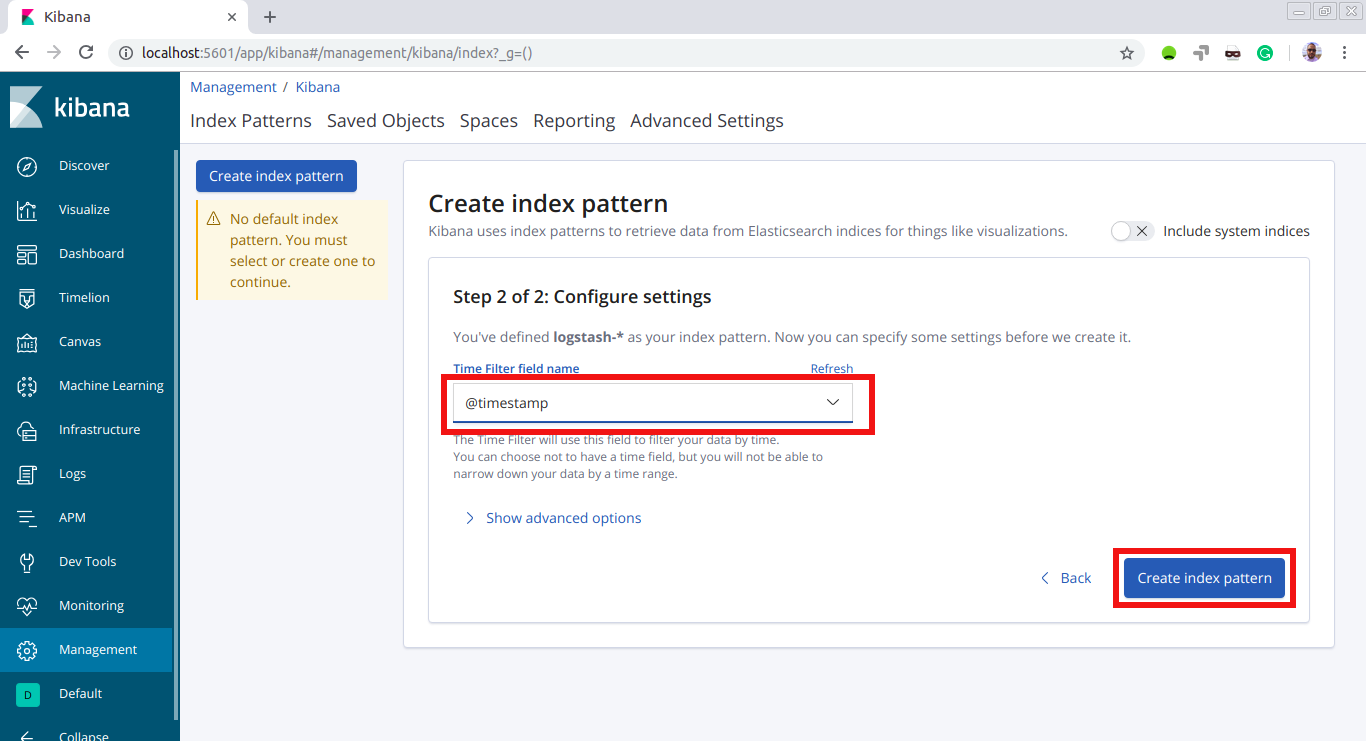 Kibana
localhost:5601/app/kibana#/management/kibana/index?_g=()
kibana
Discover
Visualize
Dashboard
Timelion
Canvas
Machine Learning
Infrastructure
Logs
APM
Dev Tools
Monitoring
Management
D Default
Collapse
Management / Kibana
Index Patterns Saved Objects Spaces Reporting Advanced Settings
Create index pattern
No default index
pattern. You must
select or create one to
continue.
Create index pattern
Kibana uses index patterns to retrieve data from Elasticsearch indices for things like visualizations.
Include system indices
Step 2 of 2: Configure settings
You've defined logstash-* as your index pattern. Now you can specify some settings before we create it.
Time Filter field name Refresh
@timestamp
The Time Filter will use this field to filter your data by time.
You can choose not to have a time field, but you will not be able to
narrow down your data by a time range.
Show advanced options
Back
Create index pattern